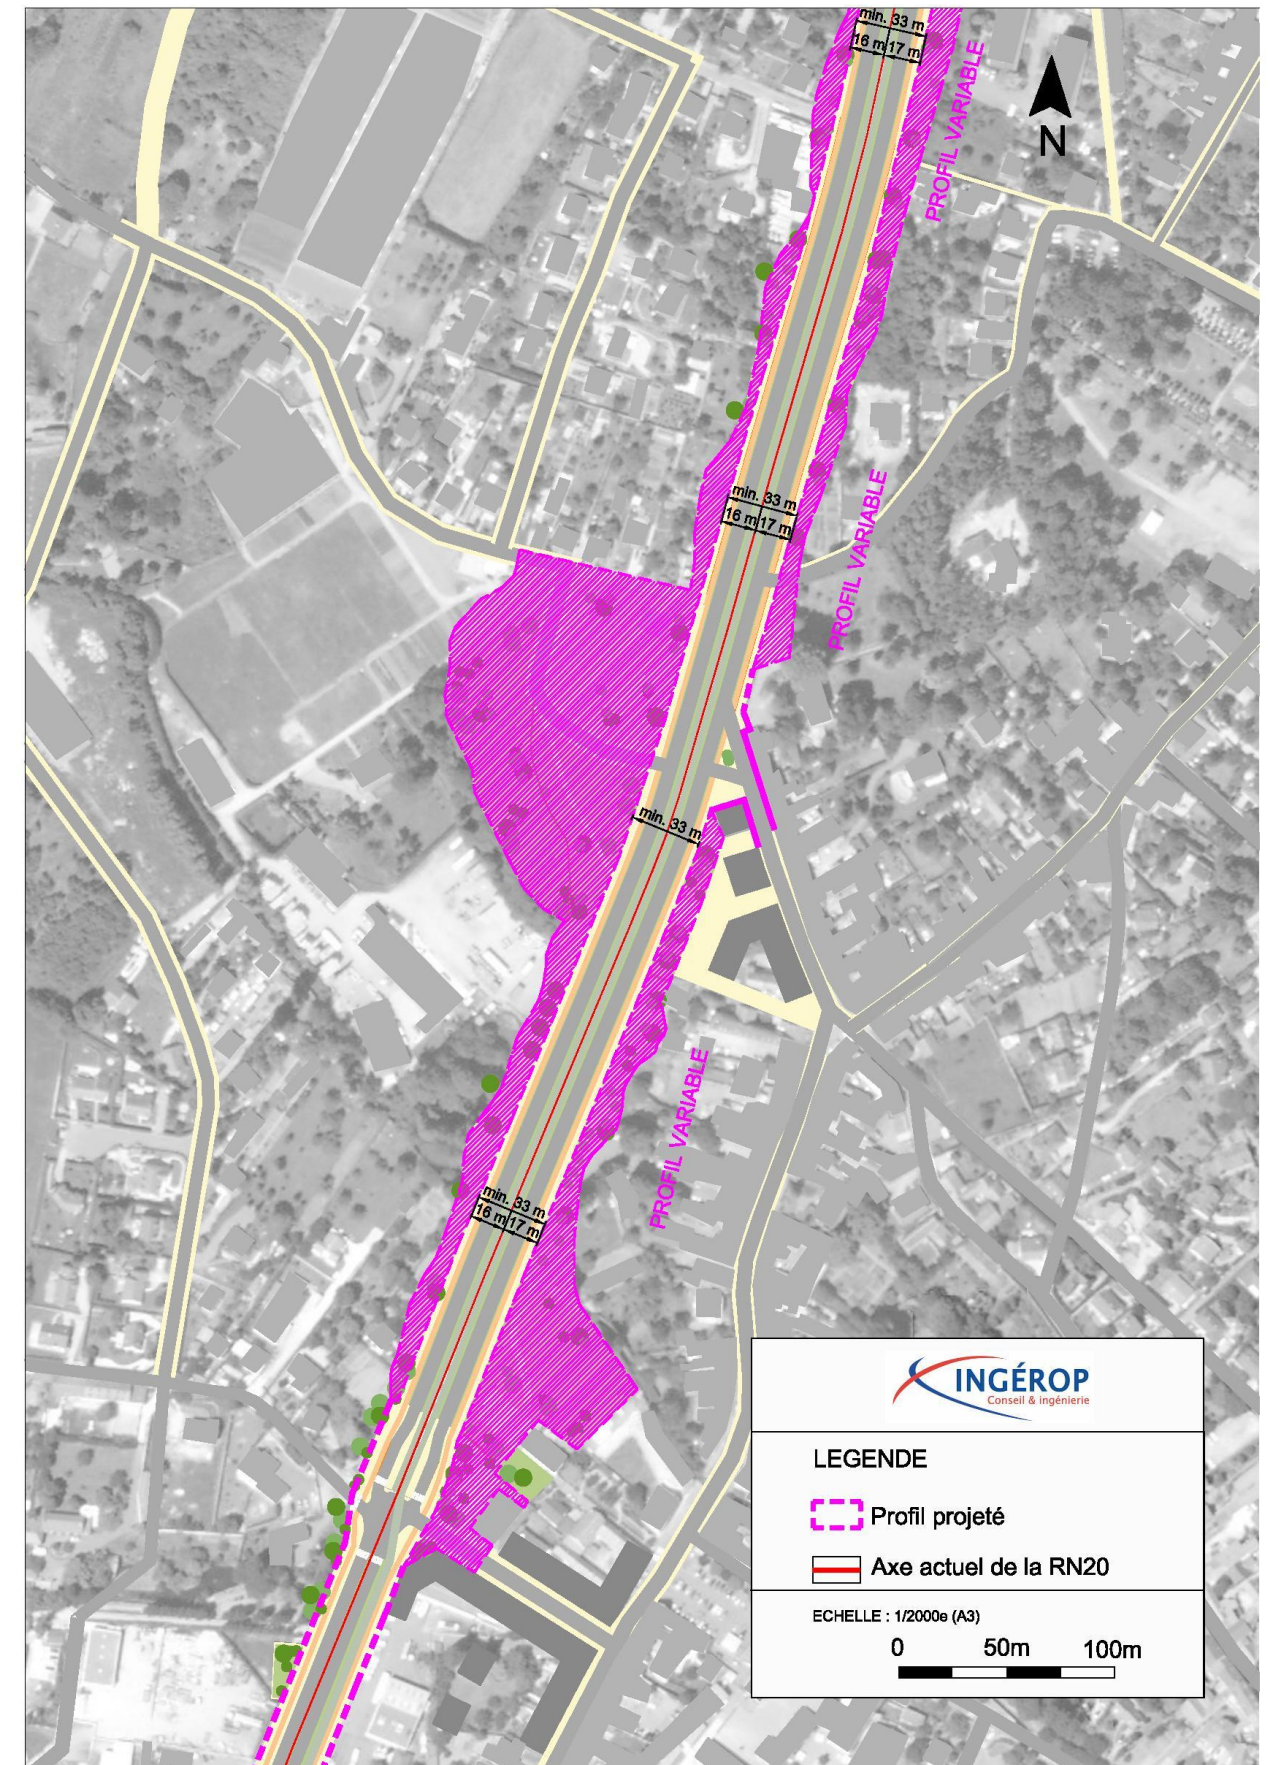 min. 33 m
16 m 17 m
PROFIL VARIABLE
N
min. 33 m
16 m 17 m
PROFIL VARIABLE
min. 33 m
PROFIL VARIABLE
min. 33 m
16 m 17 m
INGÉROP
Conseil & ingénierie
LEGENDE
Profil projeté
Axe actuel de la RN20
ECHELLE : 1/2000e (A3)
0 50m 100m